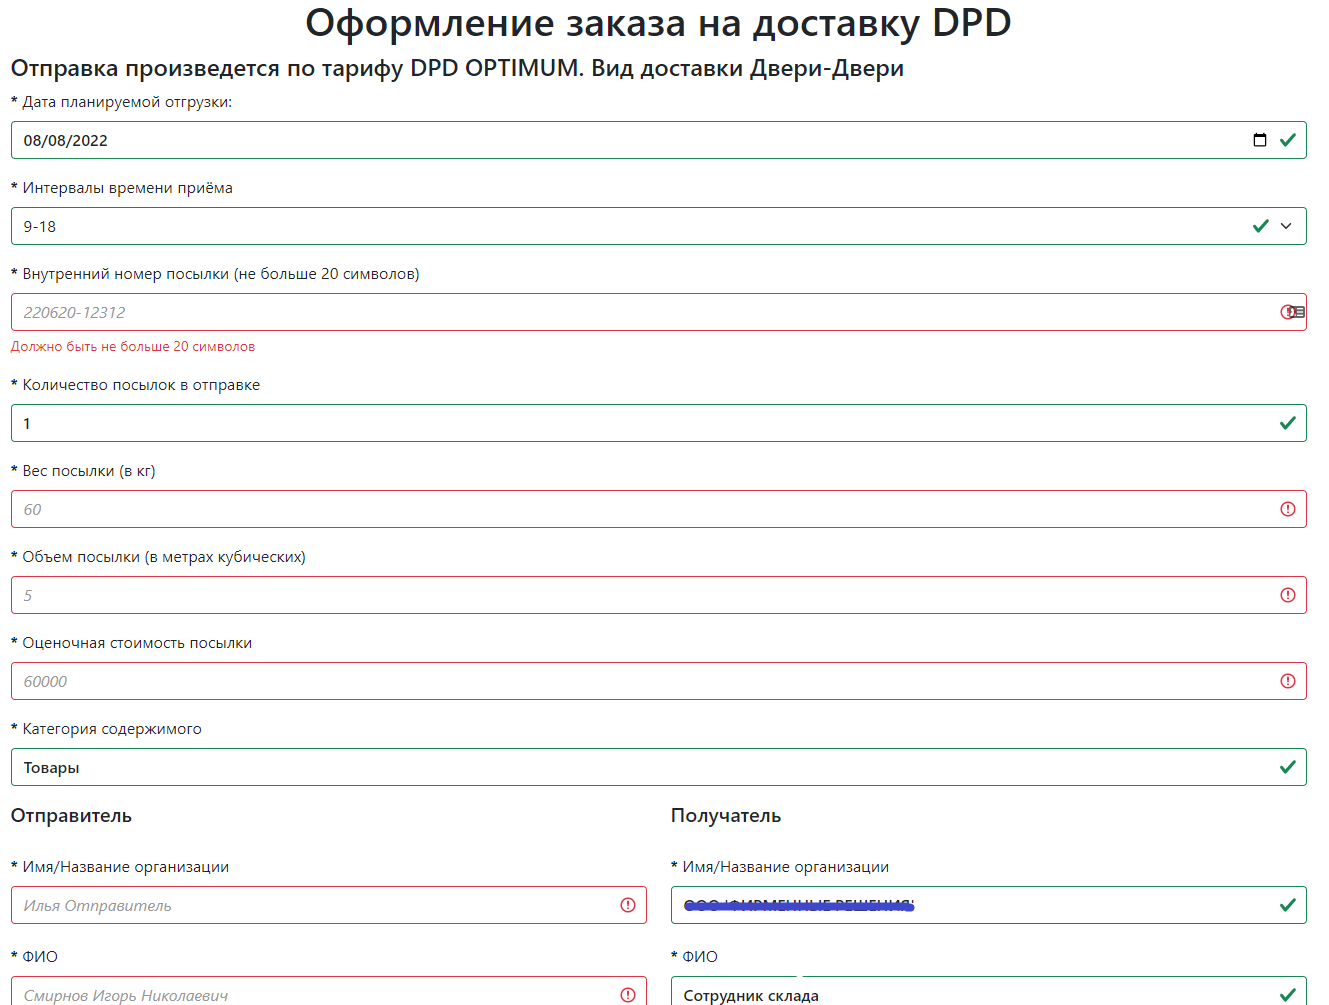 Оформление заказа на доставку DPD
Отправка произведется по тарифу DPD OPTIMUM. Вид доставки Двери-Двери
* Дата планируемой отгрузки:
08/08/2022
* Интервалы времени приёма
9-18
* Внутренний номер посылки (не больше 20 символов)
220620-12312
Должно быть не больше 20 символов
* Количество посылок в отправке
1
* Вес посылки (в кг)
60
* Объем посылки (в метрах кубических)
5
* Оценочная стоимость посылки
60000
* Категория содержимого
Товары
Отправитель
Получатель
* Имя/Название организации
* Имя/Название организации
Илья Отправитель
* ФИО
* ФИО
Смирнов Игорь Николаевич
Сотрудник склада